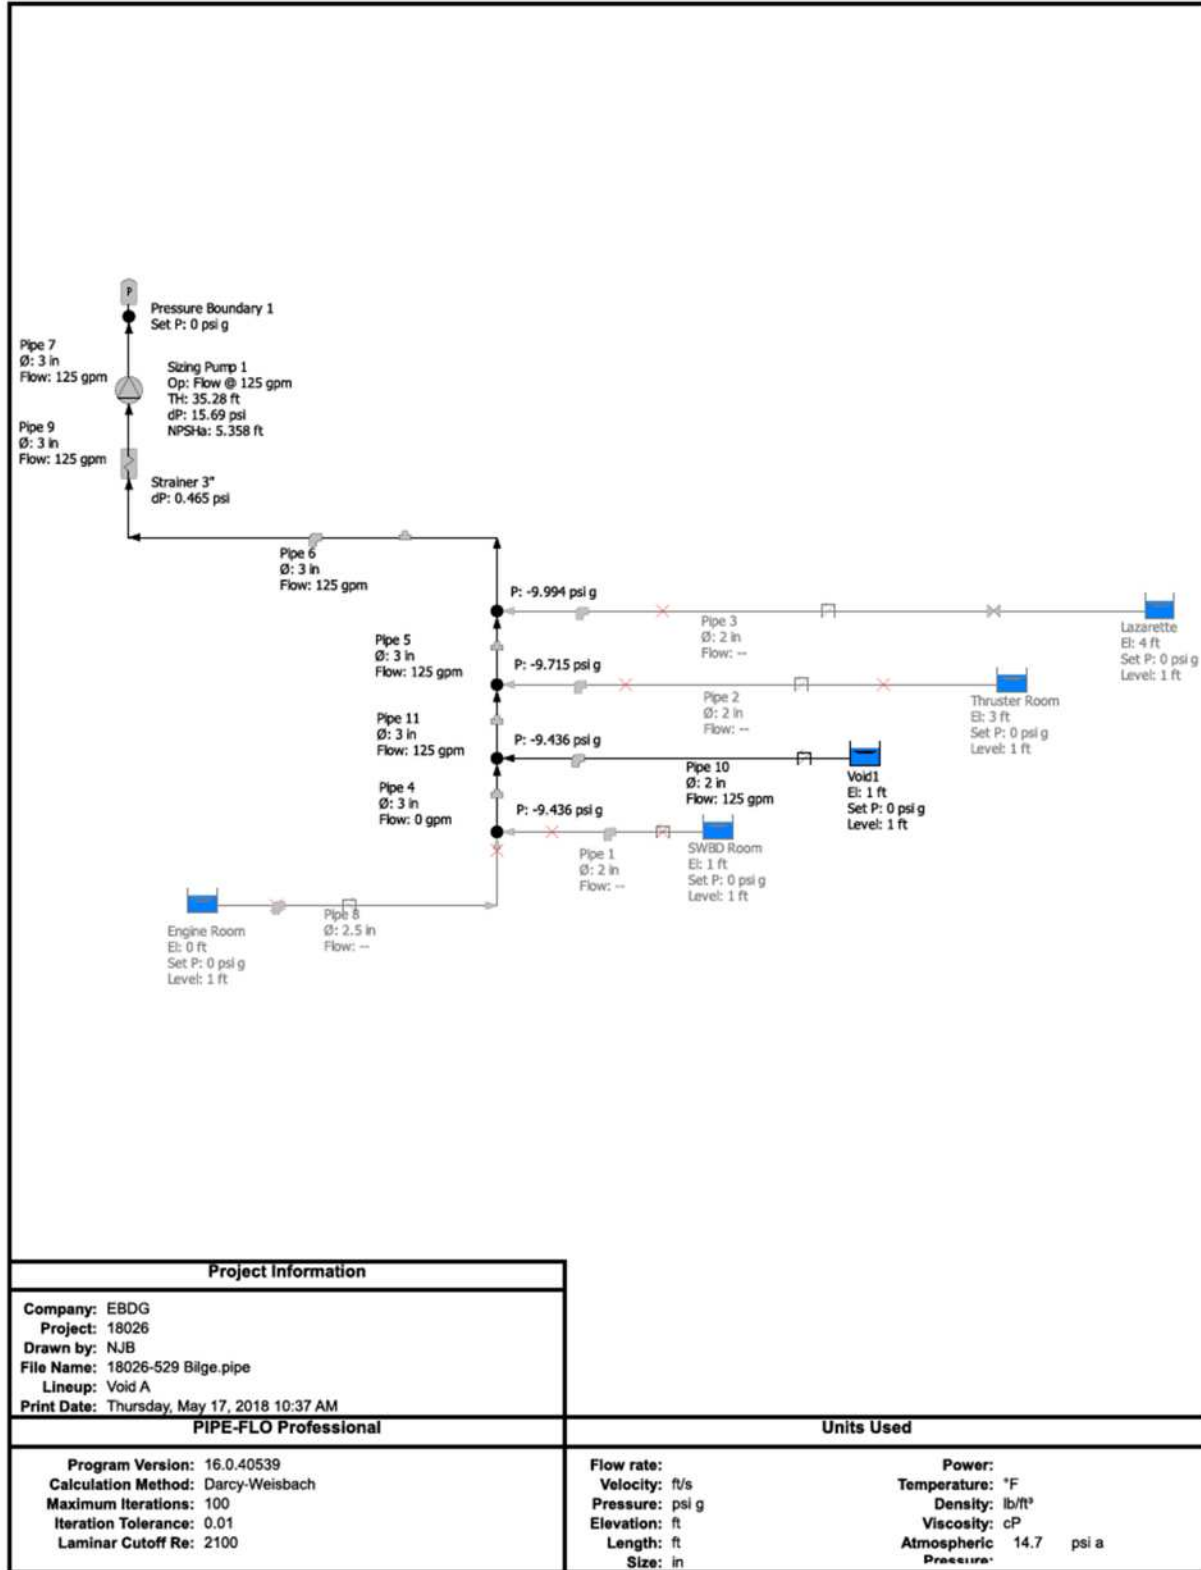 P
Pressure Boundary 1
Set P: 0 psi g
Pipe 7
Ø: 3 in
Flow: 125 gpm
Sizing Pump 1
Op: Flow @ 125 gpm
TH: 35.28 ft
dP: 15.69 psi
NPSHa: 5.358 ft
Pipe 9
Ø: 3 in
Flow: 125 gpm
Strainer 3"
dP: 0.465 psi
Pipe 6
Ø: 3 in
Flow: 125 gpm
P: -9.994 psi g
Pipe 3
Ø: 2 in
Flow: --
Lazarette
El: 4 ft
Set P: 0 psi g
Level: 1 ft
Pipe 5
Ø: 3 in
Flow: 125 gpm
P: -9.715 psi g
Pipe 2
Ø: 2 in
Flow: --
Thruster Room
El: 3 ft
Set P: 0 psi g
Level: 1 ft
Pipe 11
Ø: 3 in
Flow: 125 gpm
P: -9.436 psi g
Pipe 10
Ø: 2 in
Flow: 125 gpm
Void1
El: 1 ft
Set P: 0 psi g
Level: 1 ft
Pipe 4
Ø: 3 in
Flow: 0 gpm
P: -9.436 psi g
Pipe 1
Ø: 2 in
Flow: --
SWBD Room
El: 1 ft
Set P: 0 psi g
Level: 1 ft
Engine Room
El: 0 ft
Set P: 0 psi g
Level: 1 ft
Pipe 8
Ø: 2.5 in
Flow: --
Project Information
Company: EBDG
Project: 18026
Drawn by: NJB
File Name: 18026-529 Bilge.pipe
Lineup: Void A
Print Date: Thursday, May 17, 2018 10:37 AM
PIPE-FLO Professional
Program Version: 16.0.40539
Calculation Method: Darcy-Weisbach
Maximum Iterations: 100
Iteration Tolerance: 0.01
Laminar Cutoff Re: 2100
Units Used
Flow rate:
Velocity: ft/s
Pressure: psi g
Elevation: ft
Length: ft
Size: in
Power:
Temperature: °F
Density: lb/ft³
Viscosity: cP
Atmospheric 14.7 psi a
Pressure: